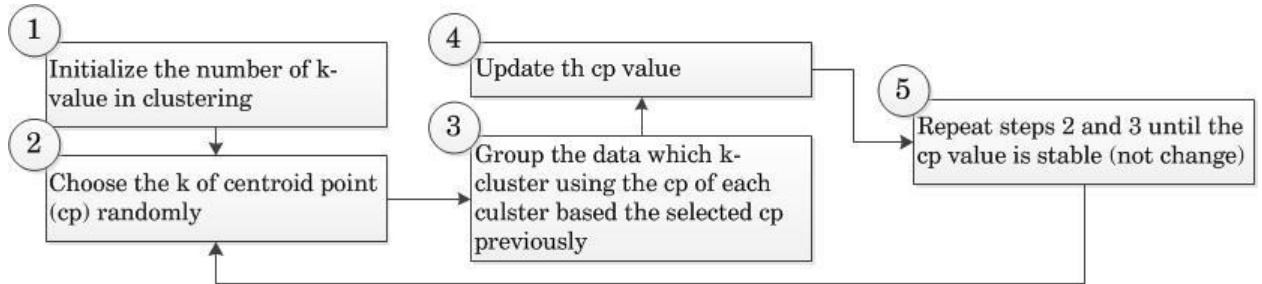 1
Initialize the number of k-
value in clustering
2
Choose the k of centroid point
(cp) randomly
3
Group the data which k-
cluster using the cp of each
culster based the selected cp
previously
4
Update th cp value
5
Repeat steps 2 and 3 until the
cp value is stable (not change)